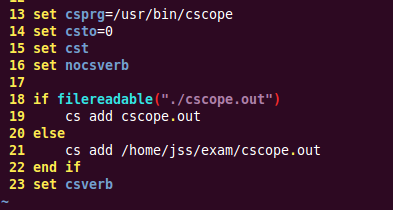 13 set csprg=/usr/bin/cscope
14 set csto=0
15 set cst
16 set nocsverb
17
18 if filereadable("./cscope.out")
19     cs add cscope.out
20 else
21     cs add /home/jss/exam/cscope.out
22 end if
23 set csverb
~